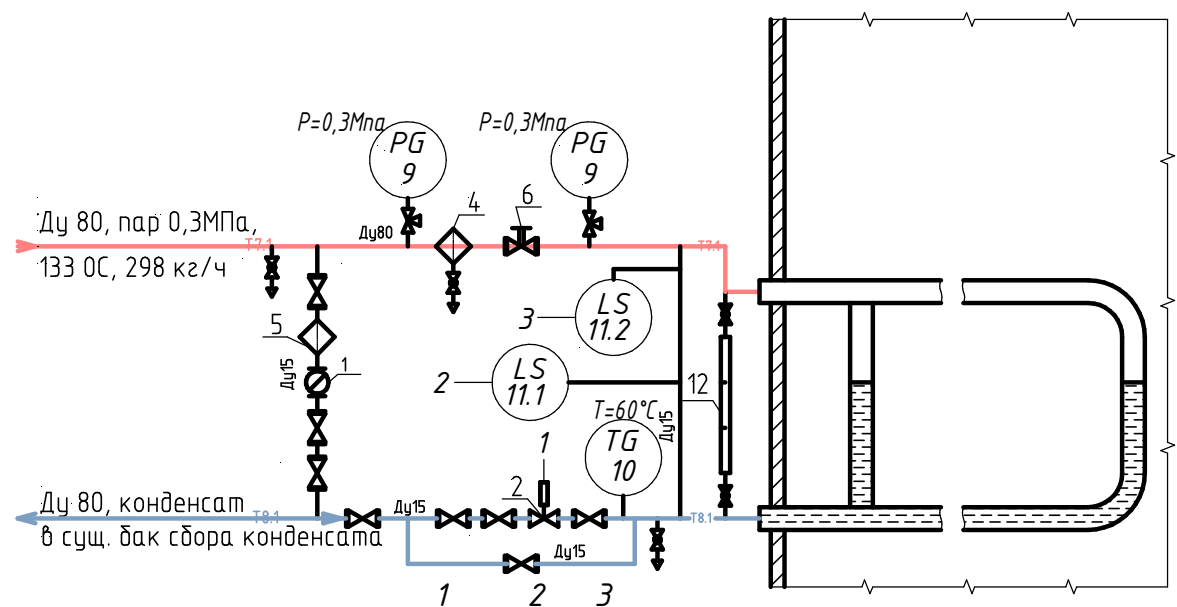 P=0,3Мпа
P=0,3Мпа
PG
9
PG
9
4
6
Ду 80, пар 0,3МПа,
Т7.1
Ду80
Т7.1
133 ОС, 298 кг/ч
3
LS
11.2
5
Ду15
1
2
LS
11.1
12
T=60°C
Ду15
1
TG
10
2
Ду 80, конденсат
Т8.1
Ду15
Т8.1
в сущ. бак сбора конденсата
Ду15
1
2
3